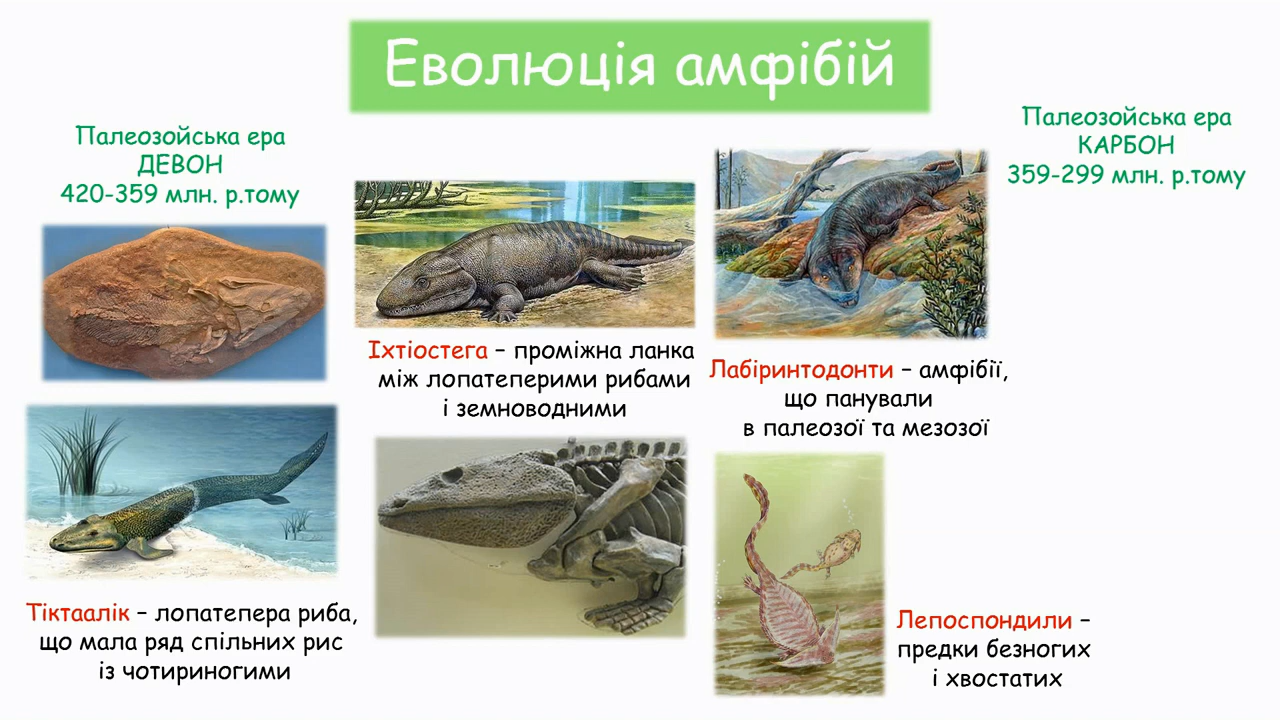 Еволюція амфібій
Палеозойська ера
ДЕВОН
420-359 млн. р.тому
Палеозойська ера
КАРБОН
359-299 млн. р.тому
Іхтіостега – проміжна ланка
між лопатеперими рибами
і земноводними
Лабіринтодонти – амфібії,
що панували
в палеозої та мезозої
Тіктаалік – лопатепера риба,
що мала ряд спільних рис
із чотириногими
Лепоспондили –
предки безногих
і хвостатих